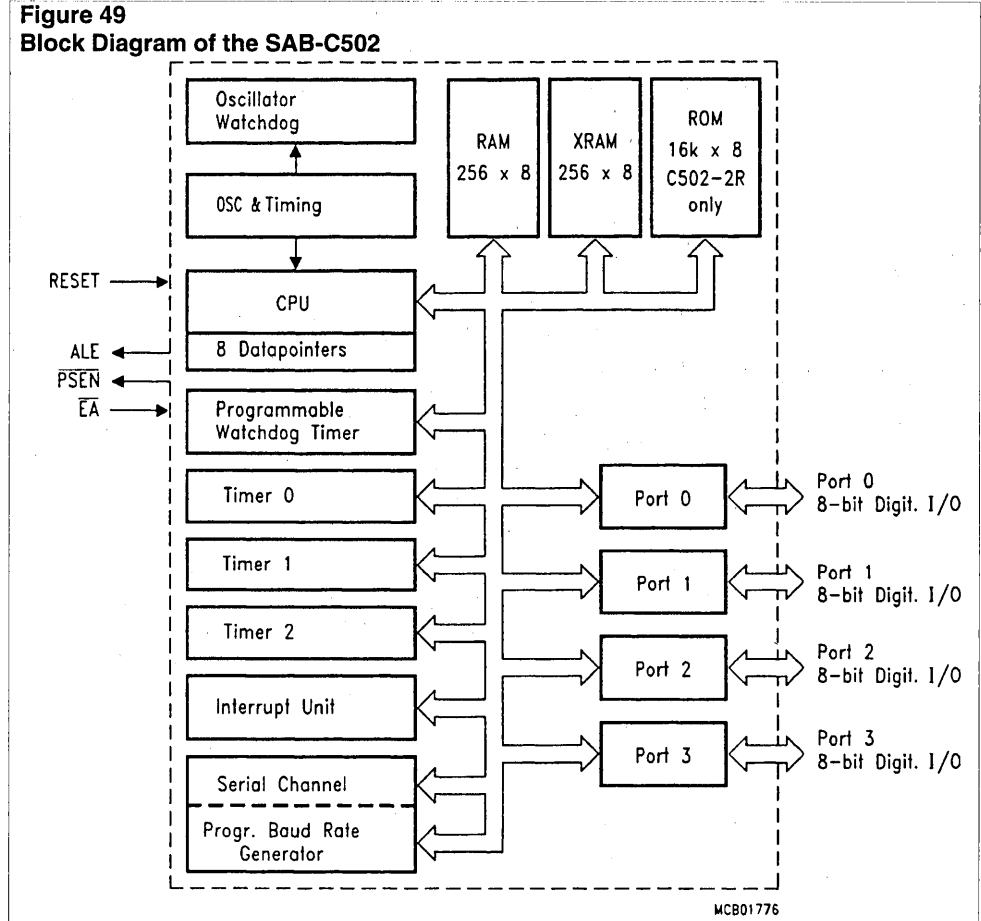 Figure 49
Block Diagram of the SAB-C502
Oscillator
Watchdog
OSC & Timing
CPU
8 Datapointers
Programmable
Watchdog Timer
Timer 0
Timer 1
Timer 2
Interrupt Unit
Serial Channel
Progr. Baud Rate
Generator
RAM
256 x 8
XRAM
256 x 8
ROM
16k x 8
C502-2R
only
RESET
ALE
PSEN
EA
Port 0
Port 0
8-bit Digit. I/O
Port 1
Port 1
8-bit Digit. I/O
Port 2
Port 2
8-bit Digit. I/O
Port 3
Port 3
8-bit Digit. I/O
MCB01776